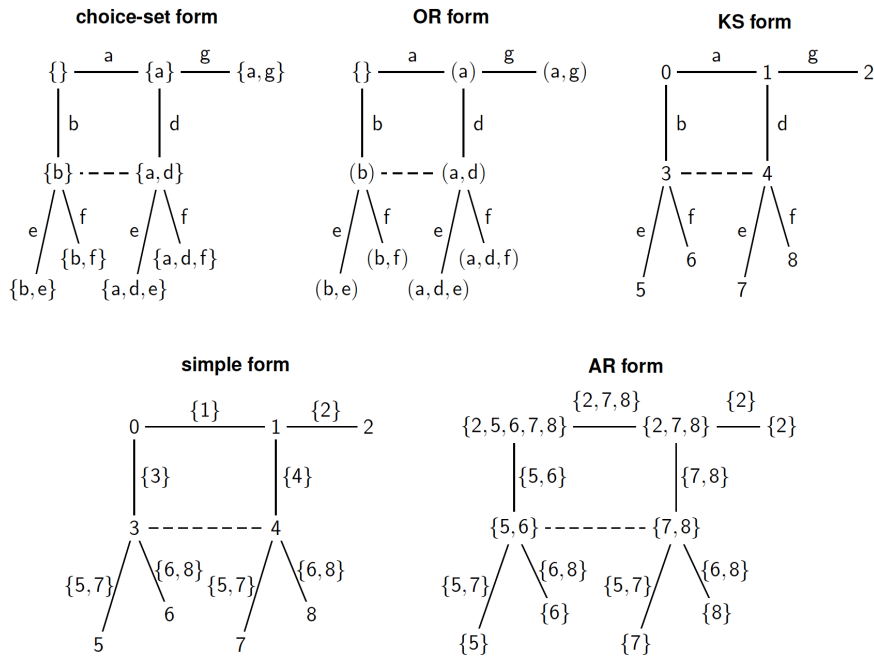 choice-set form OR form KS form
{} a {a} g {a,g} {} a (a) g (a,g) 0 a 1 g 2
b d b d b d
{b} {a,d} (b) (a,d) 3 4
e f e f e f e f e f e f
{b,f} {a,d,f} (b,f) (a,d,f) 6 8
{b,e} {a,d,e} (b,e) (a,d,e) 5 7
simple form AR form
{1} {2} {2,7,8} {2}
0 1 2 {2,5,6,7,8} {2,7,8} {2}
{3} {4} {5,6} {7,8}
3 4 {5,6} {7,8}
{5,7} {6,8} {5,7} {6,8} {5,7} {6,8} {5,7} {6,8}
6 8 {6} {8}
5 7 {5} {7}